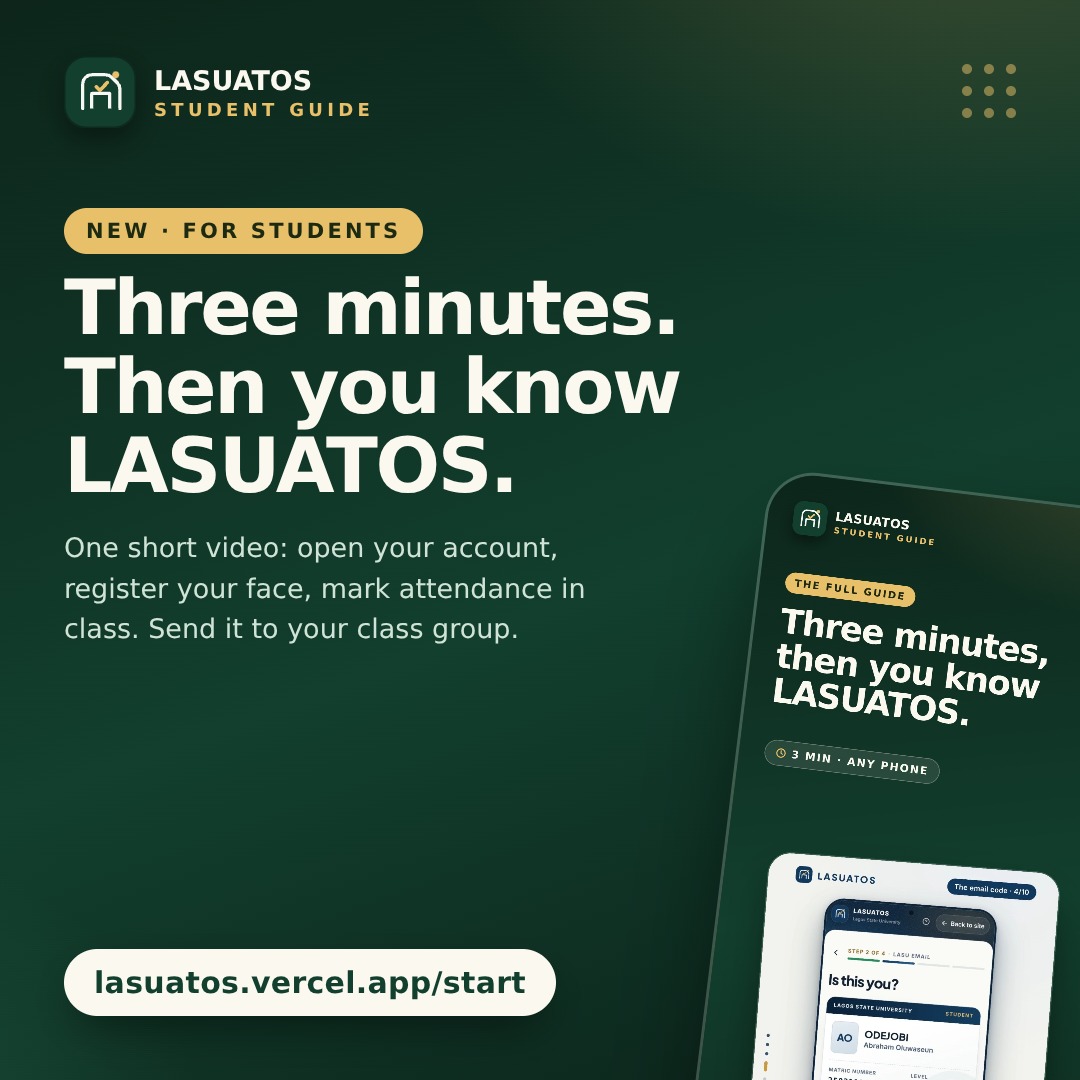 LASUATOS
STUDENT GUIDE
NEW · FOR STUDENTS
Three minutes.
Then you know
LASUATOS.
One short video: open your account,
register your face, mark attendance in
class. Send it to your class group.
lasuatos.vercel.app/start
LASUATOS
STUDENT GUIDE
THE FULL GUIDE
Three minutes,
then you know
LASUATOS.
3 MIN · ANY PHONE
LASUATOS
The email code · 4/10
LASUATOS
Lagos State University
← Back to site
STEP 2 OF 4 · LASU EMAIL
Is this you?
LAGOS STATE UNIVERSITY
STUDENT
AO
ODEJOBI
Abraham Oluwaseun
MATRIC NUMBER
LEVEL